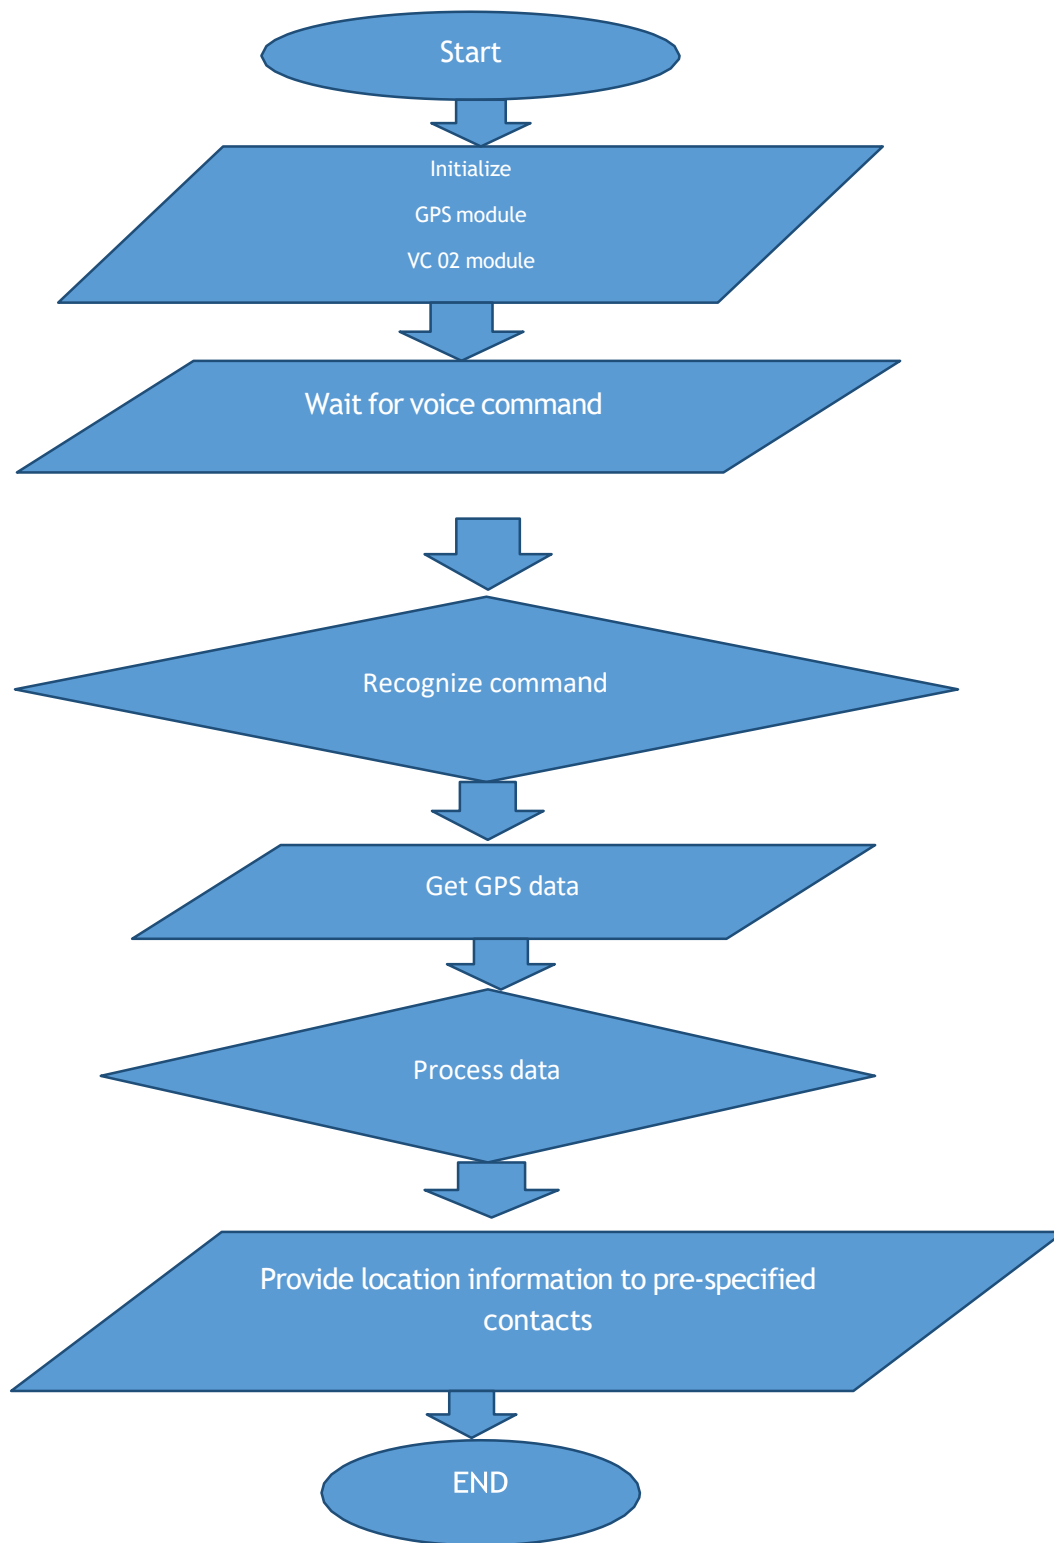 Start
Initialize
GPS module
VC 02 module
Wait for voice command
Recognize command
Get GPS data
Process data
Provide location information to pre-specified
contacts
END